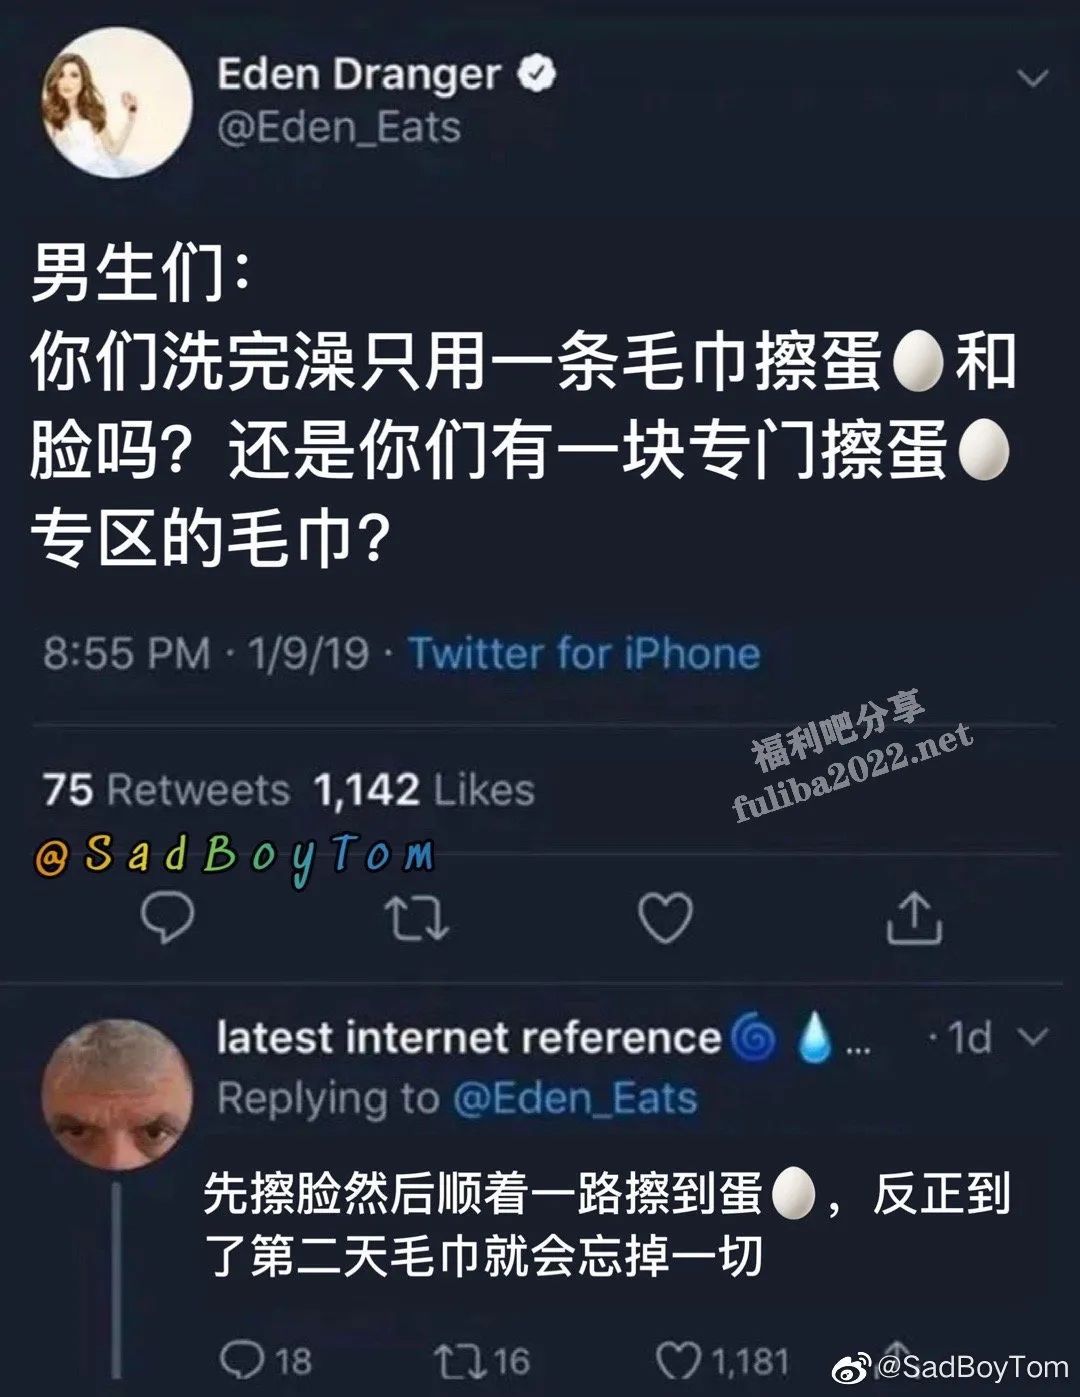 Eden Dranger
@Eden_Eats
男生们：
你们洗完澡只用一条毛巾擦蛋🥚和
脸吗？还是你们有一块专门擦蛋🥚
专区的毛巾？
8:55 PM · 1/9/19 · Twitter for iPhone
福利吧分享
fuliba2022.net
75 Retweets 1,142 Likes
@SadBoyTom
latest internet reference🌀💧... · 1d
Replying to @Eden_Eats
先擦脸然后顺着一路擦到蛋🥚，反正到
了第二天毛巾就会忘掉一切
18 16 1,181
@SadBoyTom